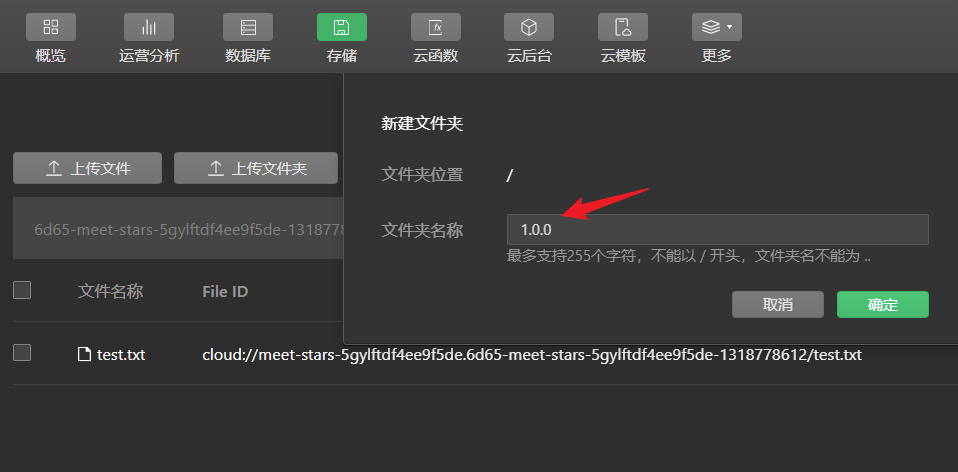 概览
运营分析
数据库
存储
云函数
云后台
云模板
更多
新建文件夹
文件夹位置 /
文件夹名称 1.0.0
最多支持255个字符，不能以 / 开头，文件夹名不能为 ..
取消 确定
上传文件 上传文件夹
6d65-meet-stars-5gylftdf4ee9f5de-1318778
文件名称 File ID
test.txt cloud://meet-stars-5gylftdf4ee9f5de.6d65-meet-stars-5gylftdf4ee9f5de-1318778612/test.txt